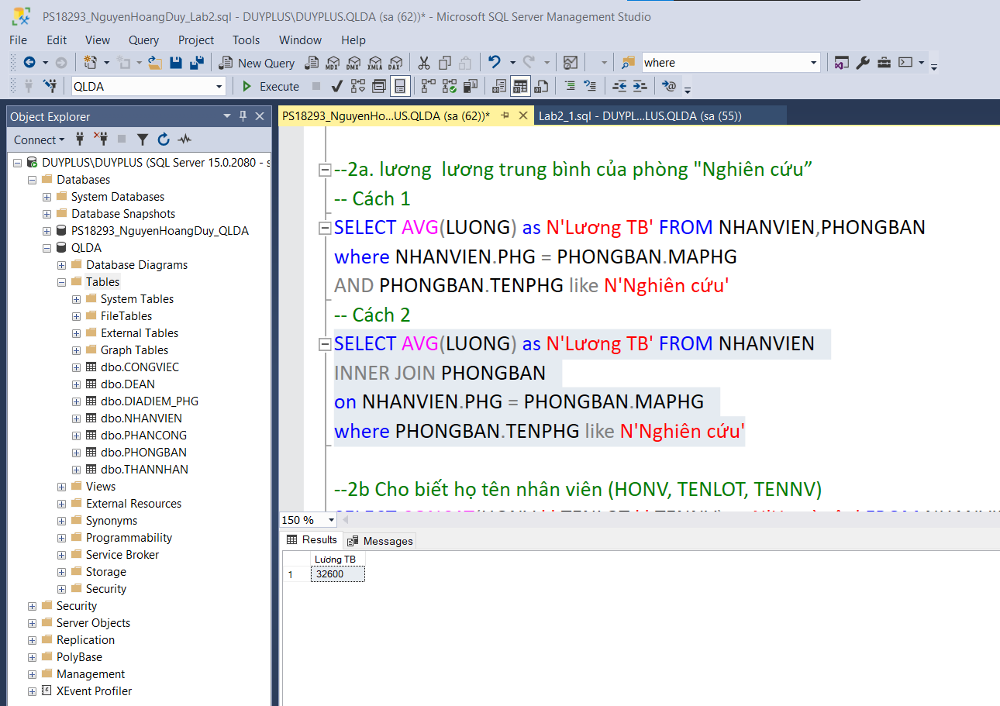 PS18293_NguyenHoangDuy_Lab2.sql - DUYPLUS\DUYPLUS.QLDA (sa (62))* - Microsoft SQL Server Management Studio
File Edit View Query Project Tools Window Help
New Query MDX DMX XMLA DAX where
QLDA Execute
Object Explorer
Connect
DUYPLUS\DUYPLUS (SQL Server 15.0.2080 - s
Databases
System Databases
Database Snapshots
PS18293_NguyenHoangDuy_QLDA
QLDA
Database Diagrams
Tables
System Tables
FileTables
External Tables
Graph Tables
dbo.CONGVIEC
dbo.DEAN
dbo.DIADIEM_PHG
dbo.NHANVIEN
dbo.PHANCONG
dbo.PHONGBAN
dbo.THANNHAN
Views
External Resources
Synonyms
Programmability
Service Broker
Storage
Security
Security
Server Objects
Replication
PolyBase
Management
XEvent Profiler
PS18293_NguyenHo...US.QLDA (sa (62))* Lab2_1.sql - DUYPL...LUS.QLDA (sa (55))
--2a. lương  lương trung bình của phòng "Nghiên cứu”
-- Cách 1
SELECT AVG(LUONG) as N'Lương TB' FROM NHANVIEN,PHONGBAN
where NHANVIEN.PHG = PHONGBAN.MAPHG
AND PHONGBAN.TENPHG like N'Nghiên cứu'
-- Cách 2
SELECT AVG(LUONG) as N'Lương TB' FROM NHANVIEN
INNER JOIN PHONGBAN
on NHANVIEN.PHG = PHONGBAN.MAPHG
where PHONGBAN.TENPHG like N'Nghiên cứu'
--2b Cho biết họ tên nhân viên (HONV, TENLOT, TENNV)
150 %
Results Messages
Lương TB
1 32600